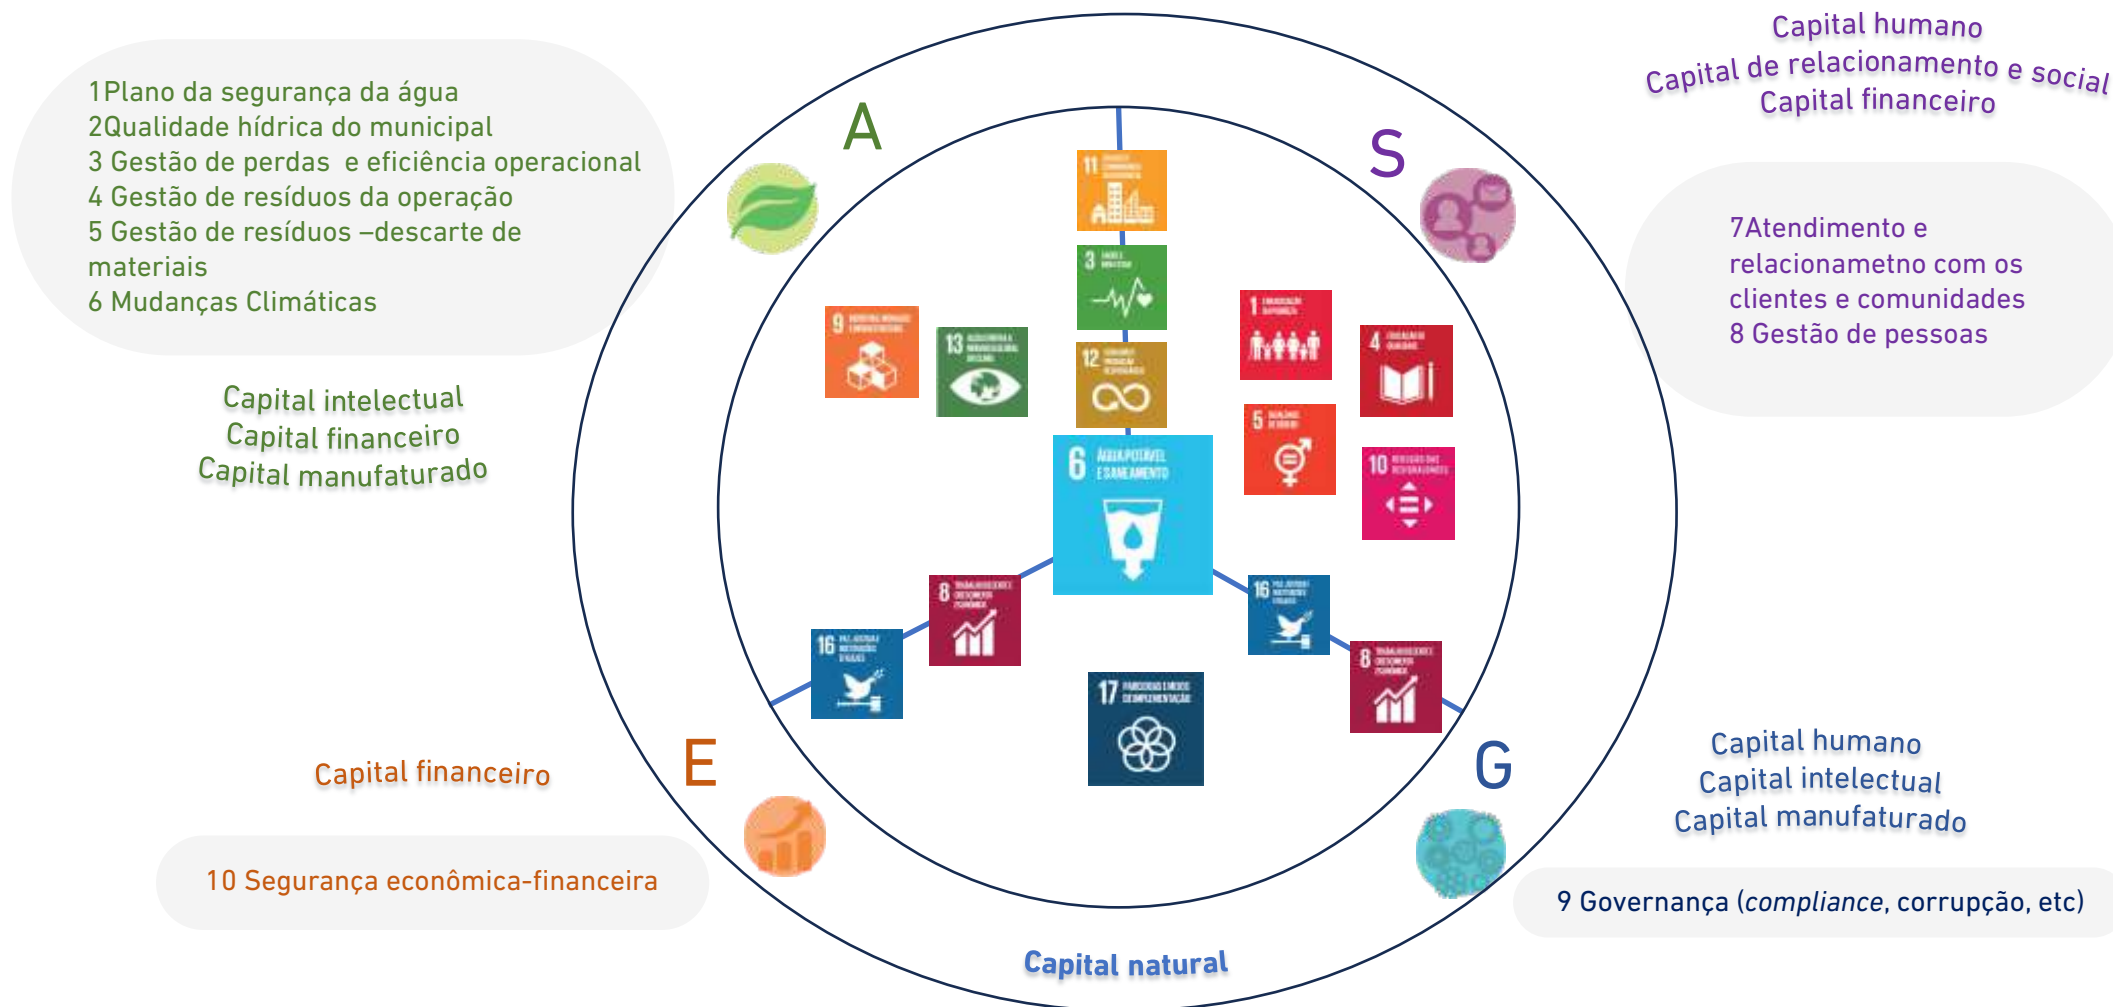 1Plano da segurança da água
2Qualidade hídrica do municipal
3 Gestão de perdas e eficiência operacional
4 Gestão de resíduos da operação
5 Gestão de resíduos –descarte de
materiais
6 Mudanças Climáticas
Capital intelectual
Capital financeiro
Capital manufaturado
A
S
Capital humano
Capital de relacionamento e social
Capital financeiro
7Atendimento e
relacionametno com os
clientes e comunidades
8 Gestão de pessoas
11
3
9
13
12
1
4
5
10
6 ÁGUA POTÁVEL
E SANEAMENTO
8
16
16
8
17 PARCERIAS E MEIOS
DE IMPLEMENTAÇÃO
E
G
Capital financeiro
10 Segurança econômica-financeira
Capital humano
Capital intelectual
Capital manufaturado
9 Governança (compliance, corrupção, etc)
Capital natural